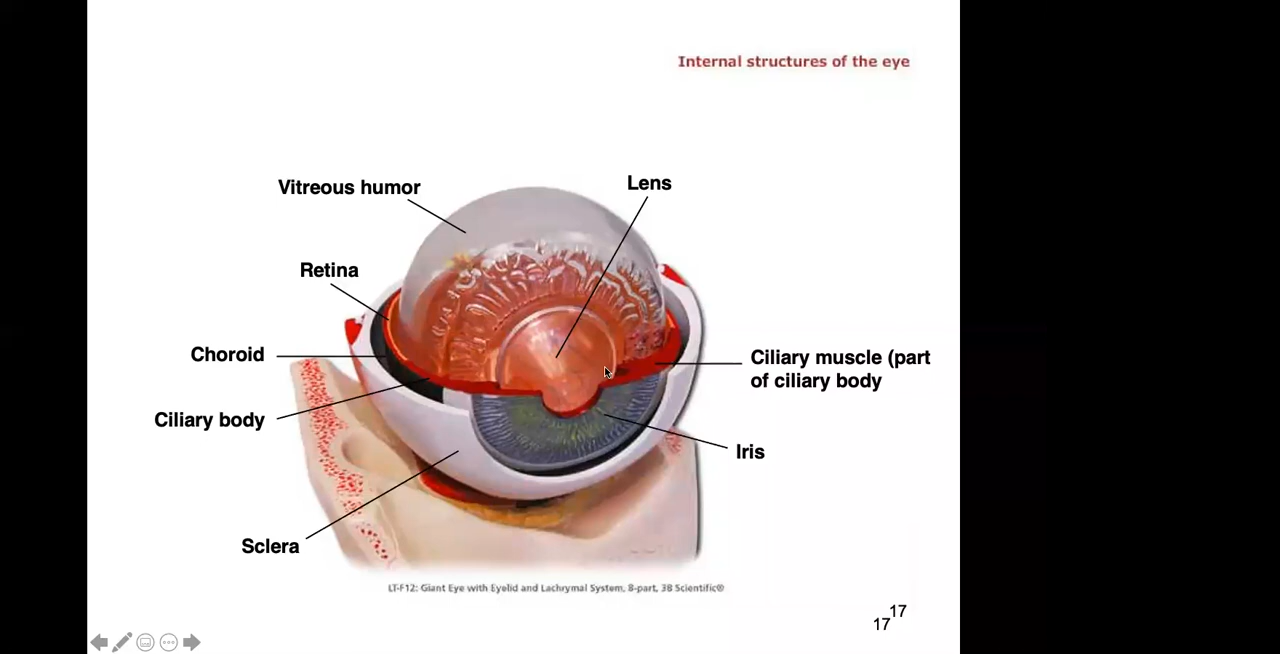 Internal structures of the eye
Vitreous humor
Lens
Retina
Choroid
Ciliary muscle (part
of ciliary body
Ciliary body
Iris
Sclera
LT-F12: Giant Eye with Eyelid and Lachrymal System, 8-part, 3B Scientific®
17
17